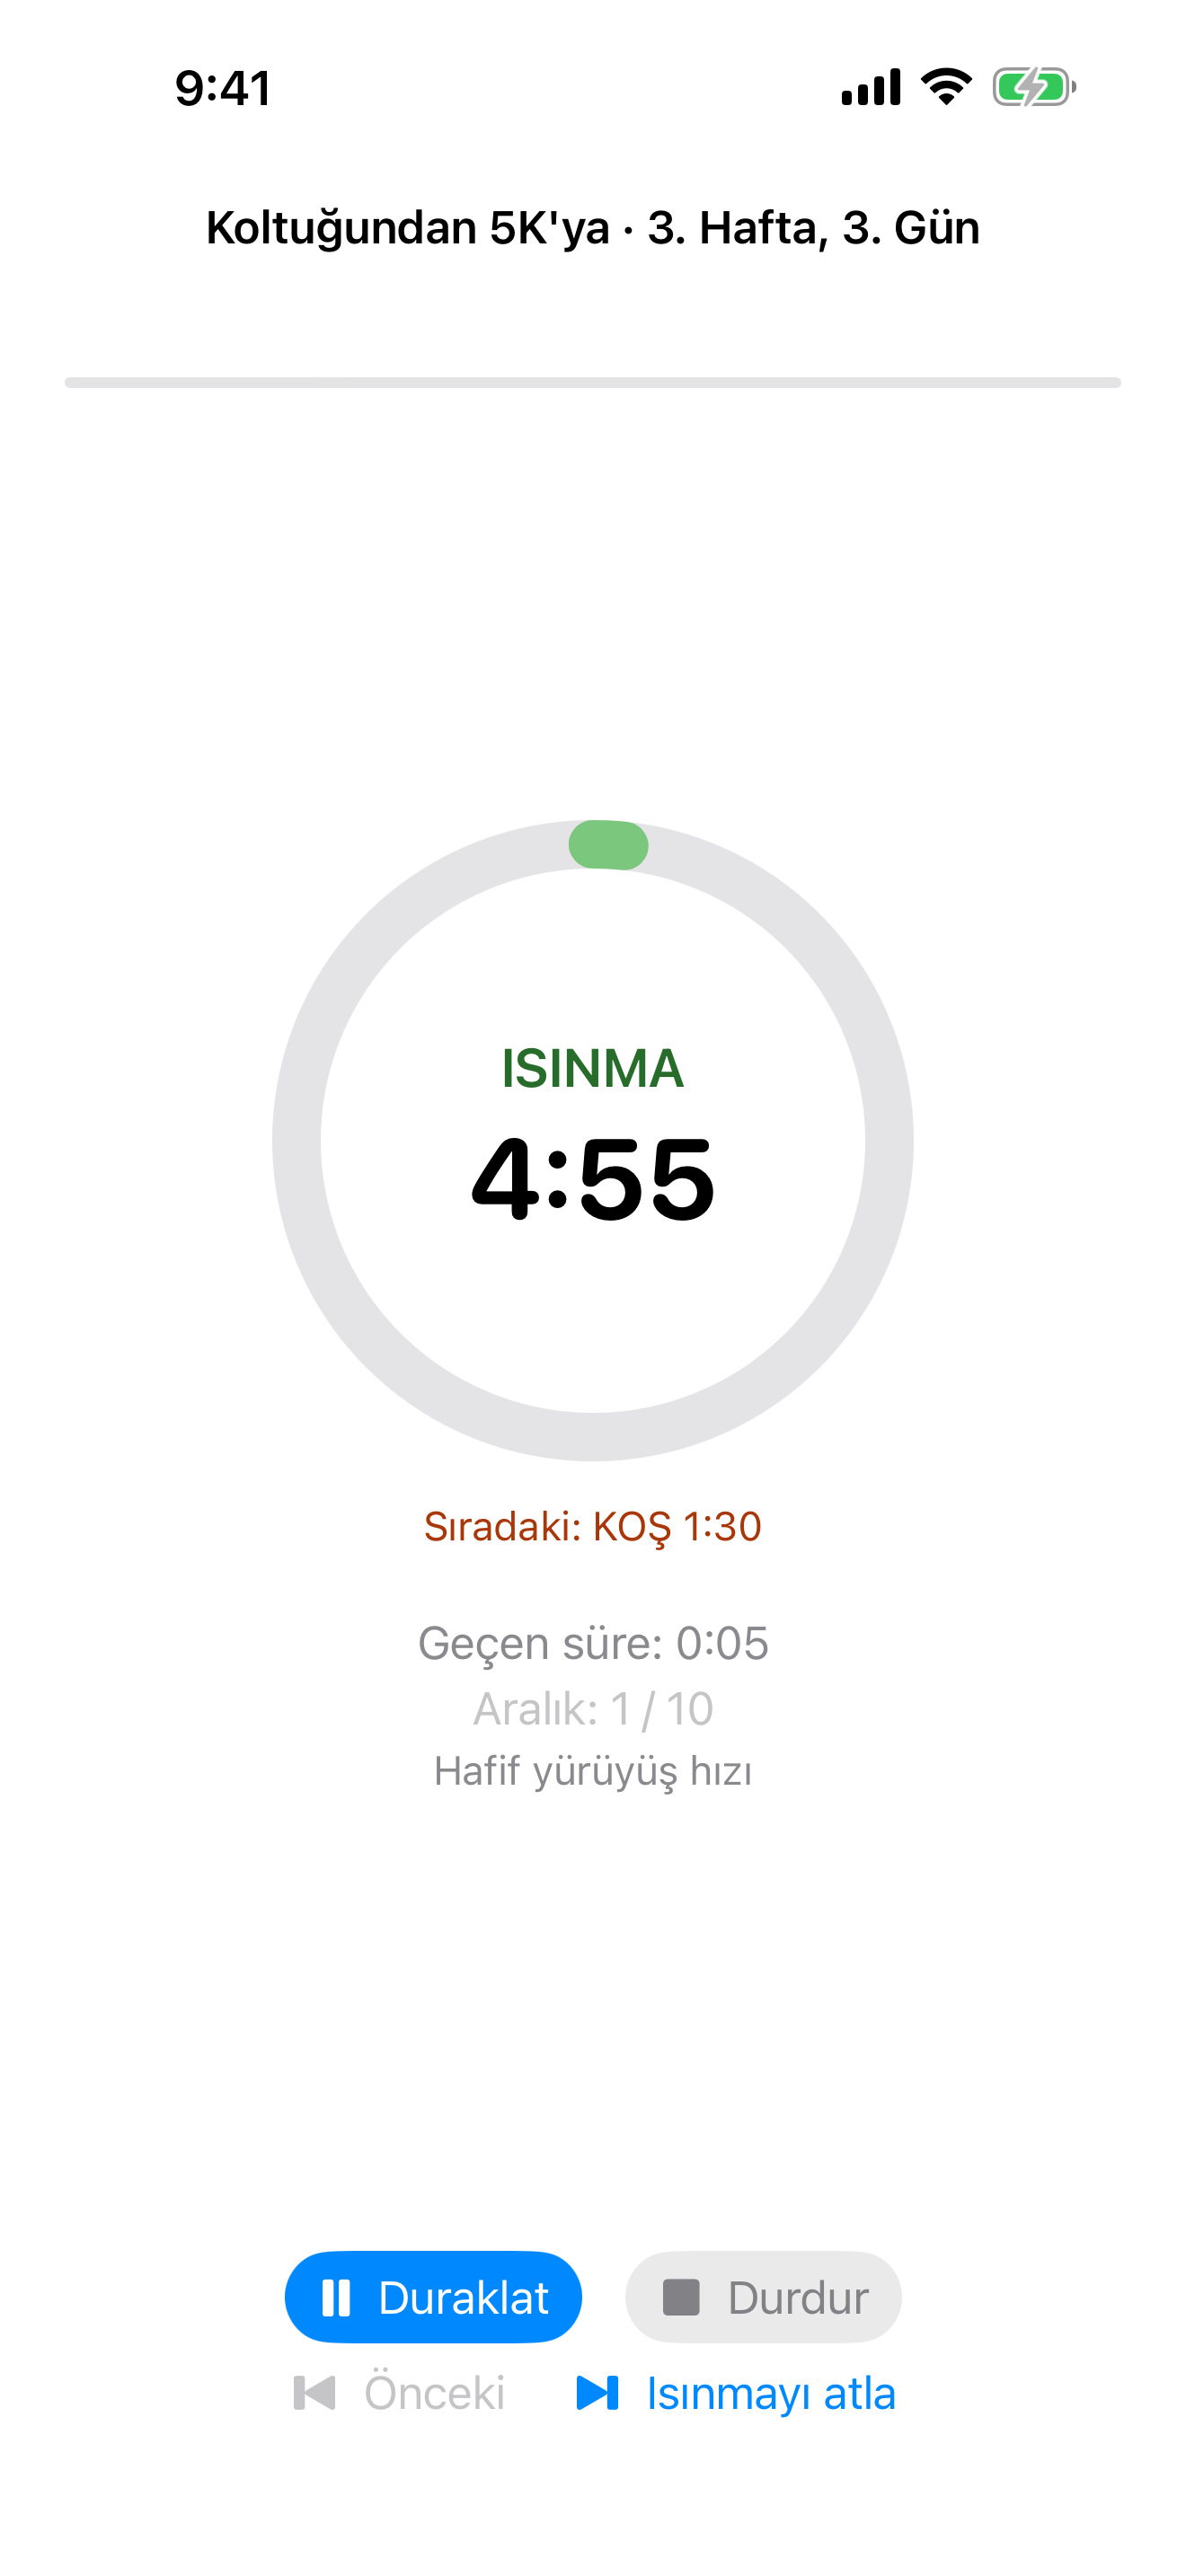 9:41
Koltuğundan 5K'ya · 3. Hafta, 3. Gün
ISINMA
4:55
Sıradaki: KOŞ 1:30
Geçen süre: 0:05
Aralık: 1 / 10
Hafif yürüyüş hızı
Duraklat Durdur
Önceki Isınmayı atla